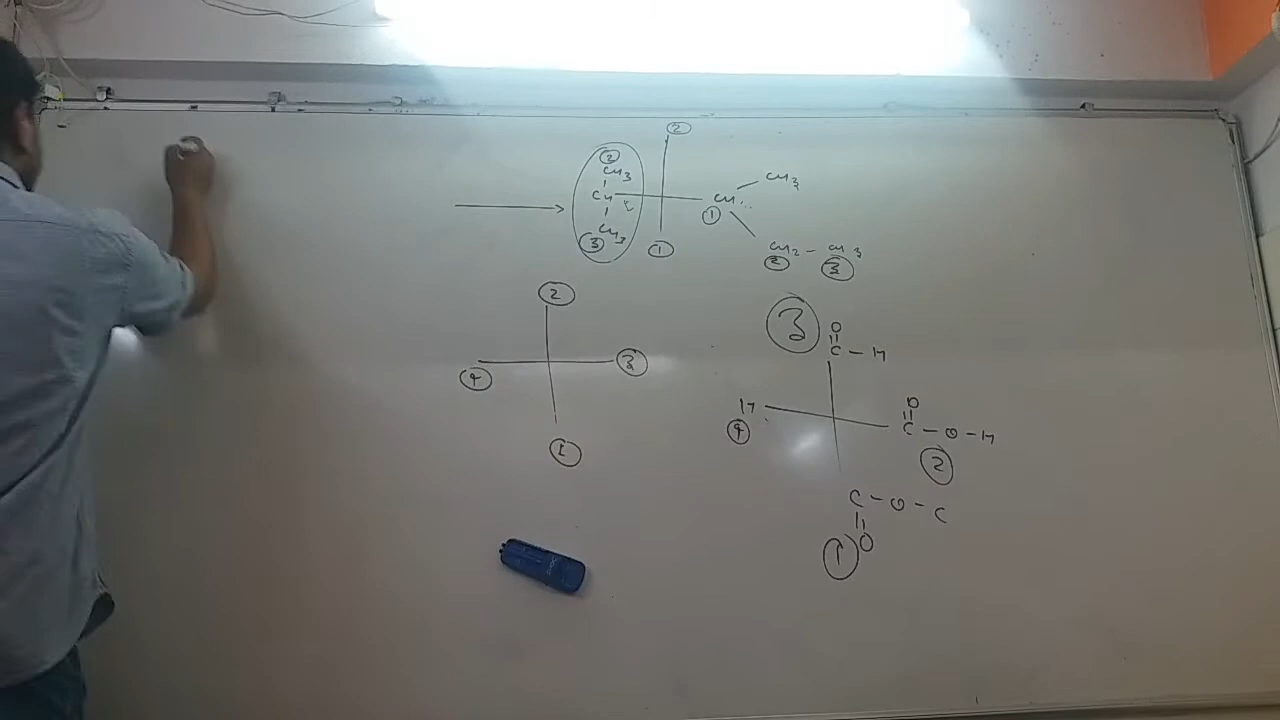 ②
② CH3
CH CH CH3
① 
③ CH3 ①
CH2 - CH3
② ③
②
④ ③
①
③ O
C - H
H O
④ C - O - H
②
C - O - C
① O